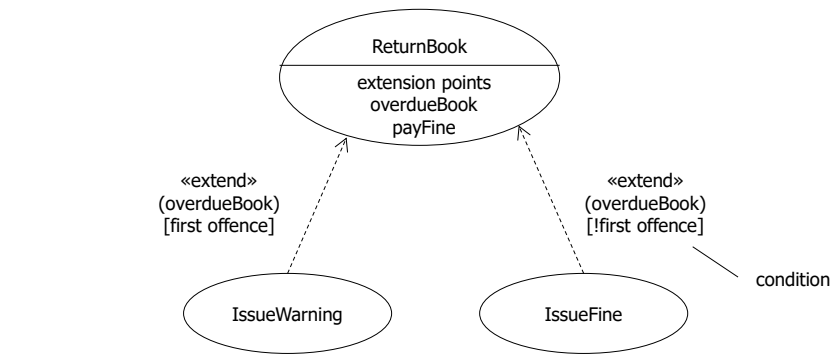 ReturnBook
extension points
overdueBook
payFine
«extend»
(overdueBook)
[first offence]
«extend»
(overdueBook)
[!first offence]
condition
IssueWarning
IssueFine